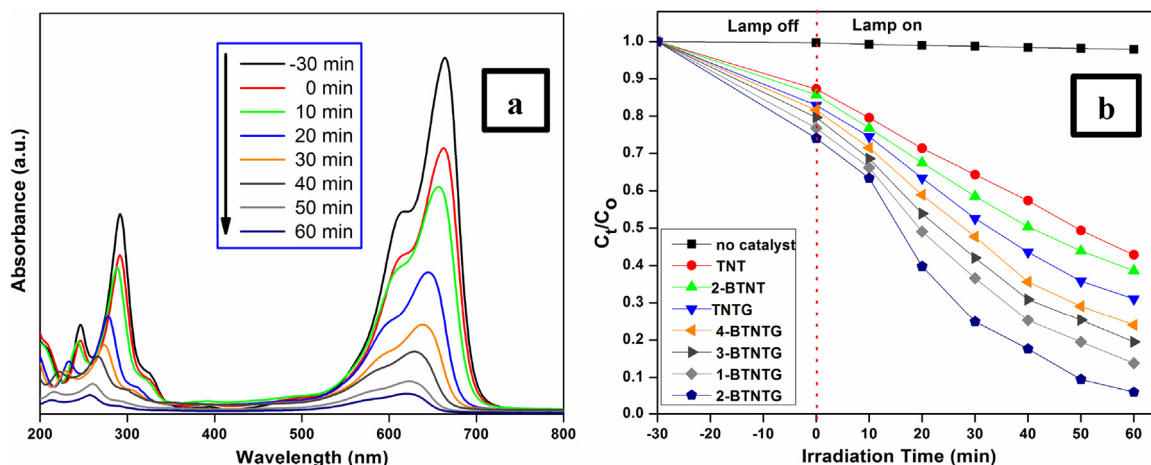 -30 min
0 min
10 min
20 min
30 min
40 min
50 min
60 min
a
Absorbance (a.u.)
200 300 400 500 600 700 800
Wavelength (nm)
Lamp off Lamp on
b
1.0
0.9
0.8
0.7
0.6
0.5
0.4
0.3
0.2
0.1
0.0
Ct/Co
no catalyst
TNT
2-BTNT
TNTG
4-BTNTG
3-BTNTG
1-BTNTG
2-BTNTG
-30 -20 -10 0 10 20 30 40 50 60
Irradiation Time (min)